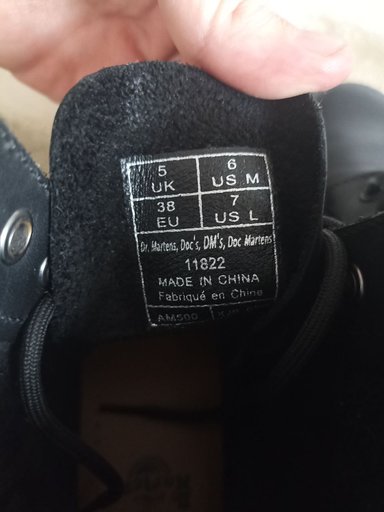 5 UK
6 US M
38 EU
7 US L
Dr. Martens, Doc's, DM's, Doc Martens
11822
MADE IN CHINA
Fabriqué en Chine
AM500